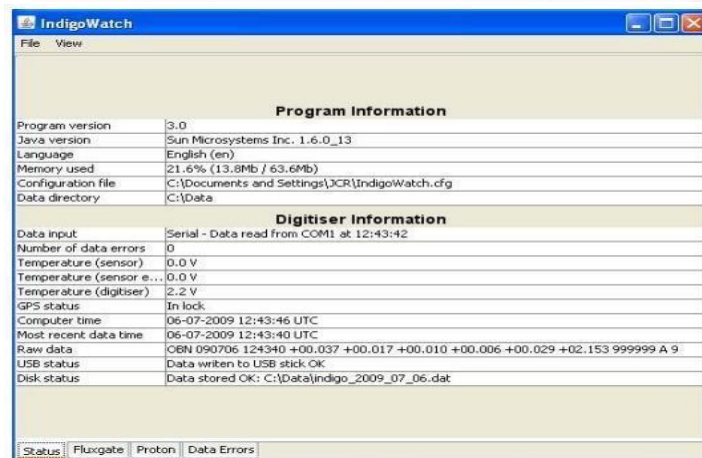 IndigoWatch
File View
Program Information
Program version 3.0
Java version Sun Microsystems Inc. 1.6.0_13
Language English (en)
Memory used 21.6% (13.8Mb / 63.6Mb)
Configuration file C:\Documents and Settings\JCR\IndigoWatch.cfg
Data directory C:\Data
Digitiser Information
Data input Serial - Data read from COM1 at 12:43:42
Number of data errors 0
Temperature (sensor) 0.0 V
Temperature (sensor e... 0.0 V
Temperature (digitiser) 2.2 V
GPS status In lock
Computer time 06-07-2009 12:43:46 UTC
Most recent data time 06-07-2009 12:43:40 UTC
Raw data OBN 090706 124340 +00.037 +00.017 +00.010 +00.006 +00.029 +02.153 999999 A 9
USB status Data writen to USB stick OK
Disk status Data stored OK: C:\Data\indigo_2009_07_06.dat
Status Fluxgate Proton Data Errors